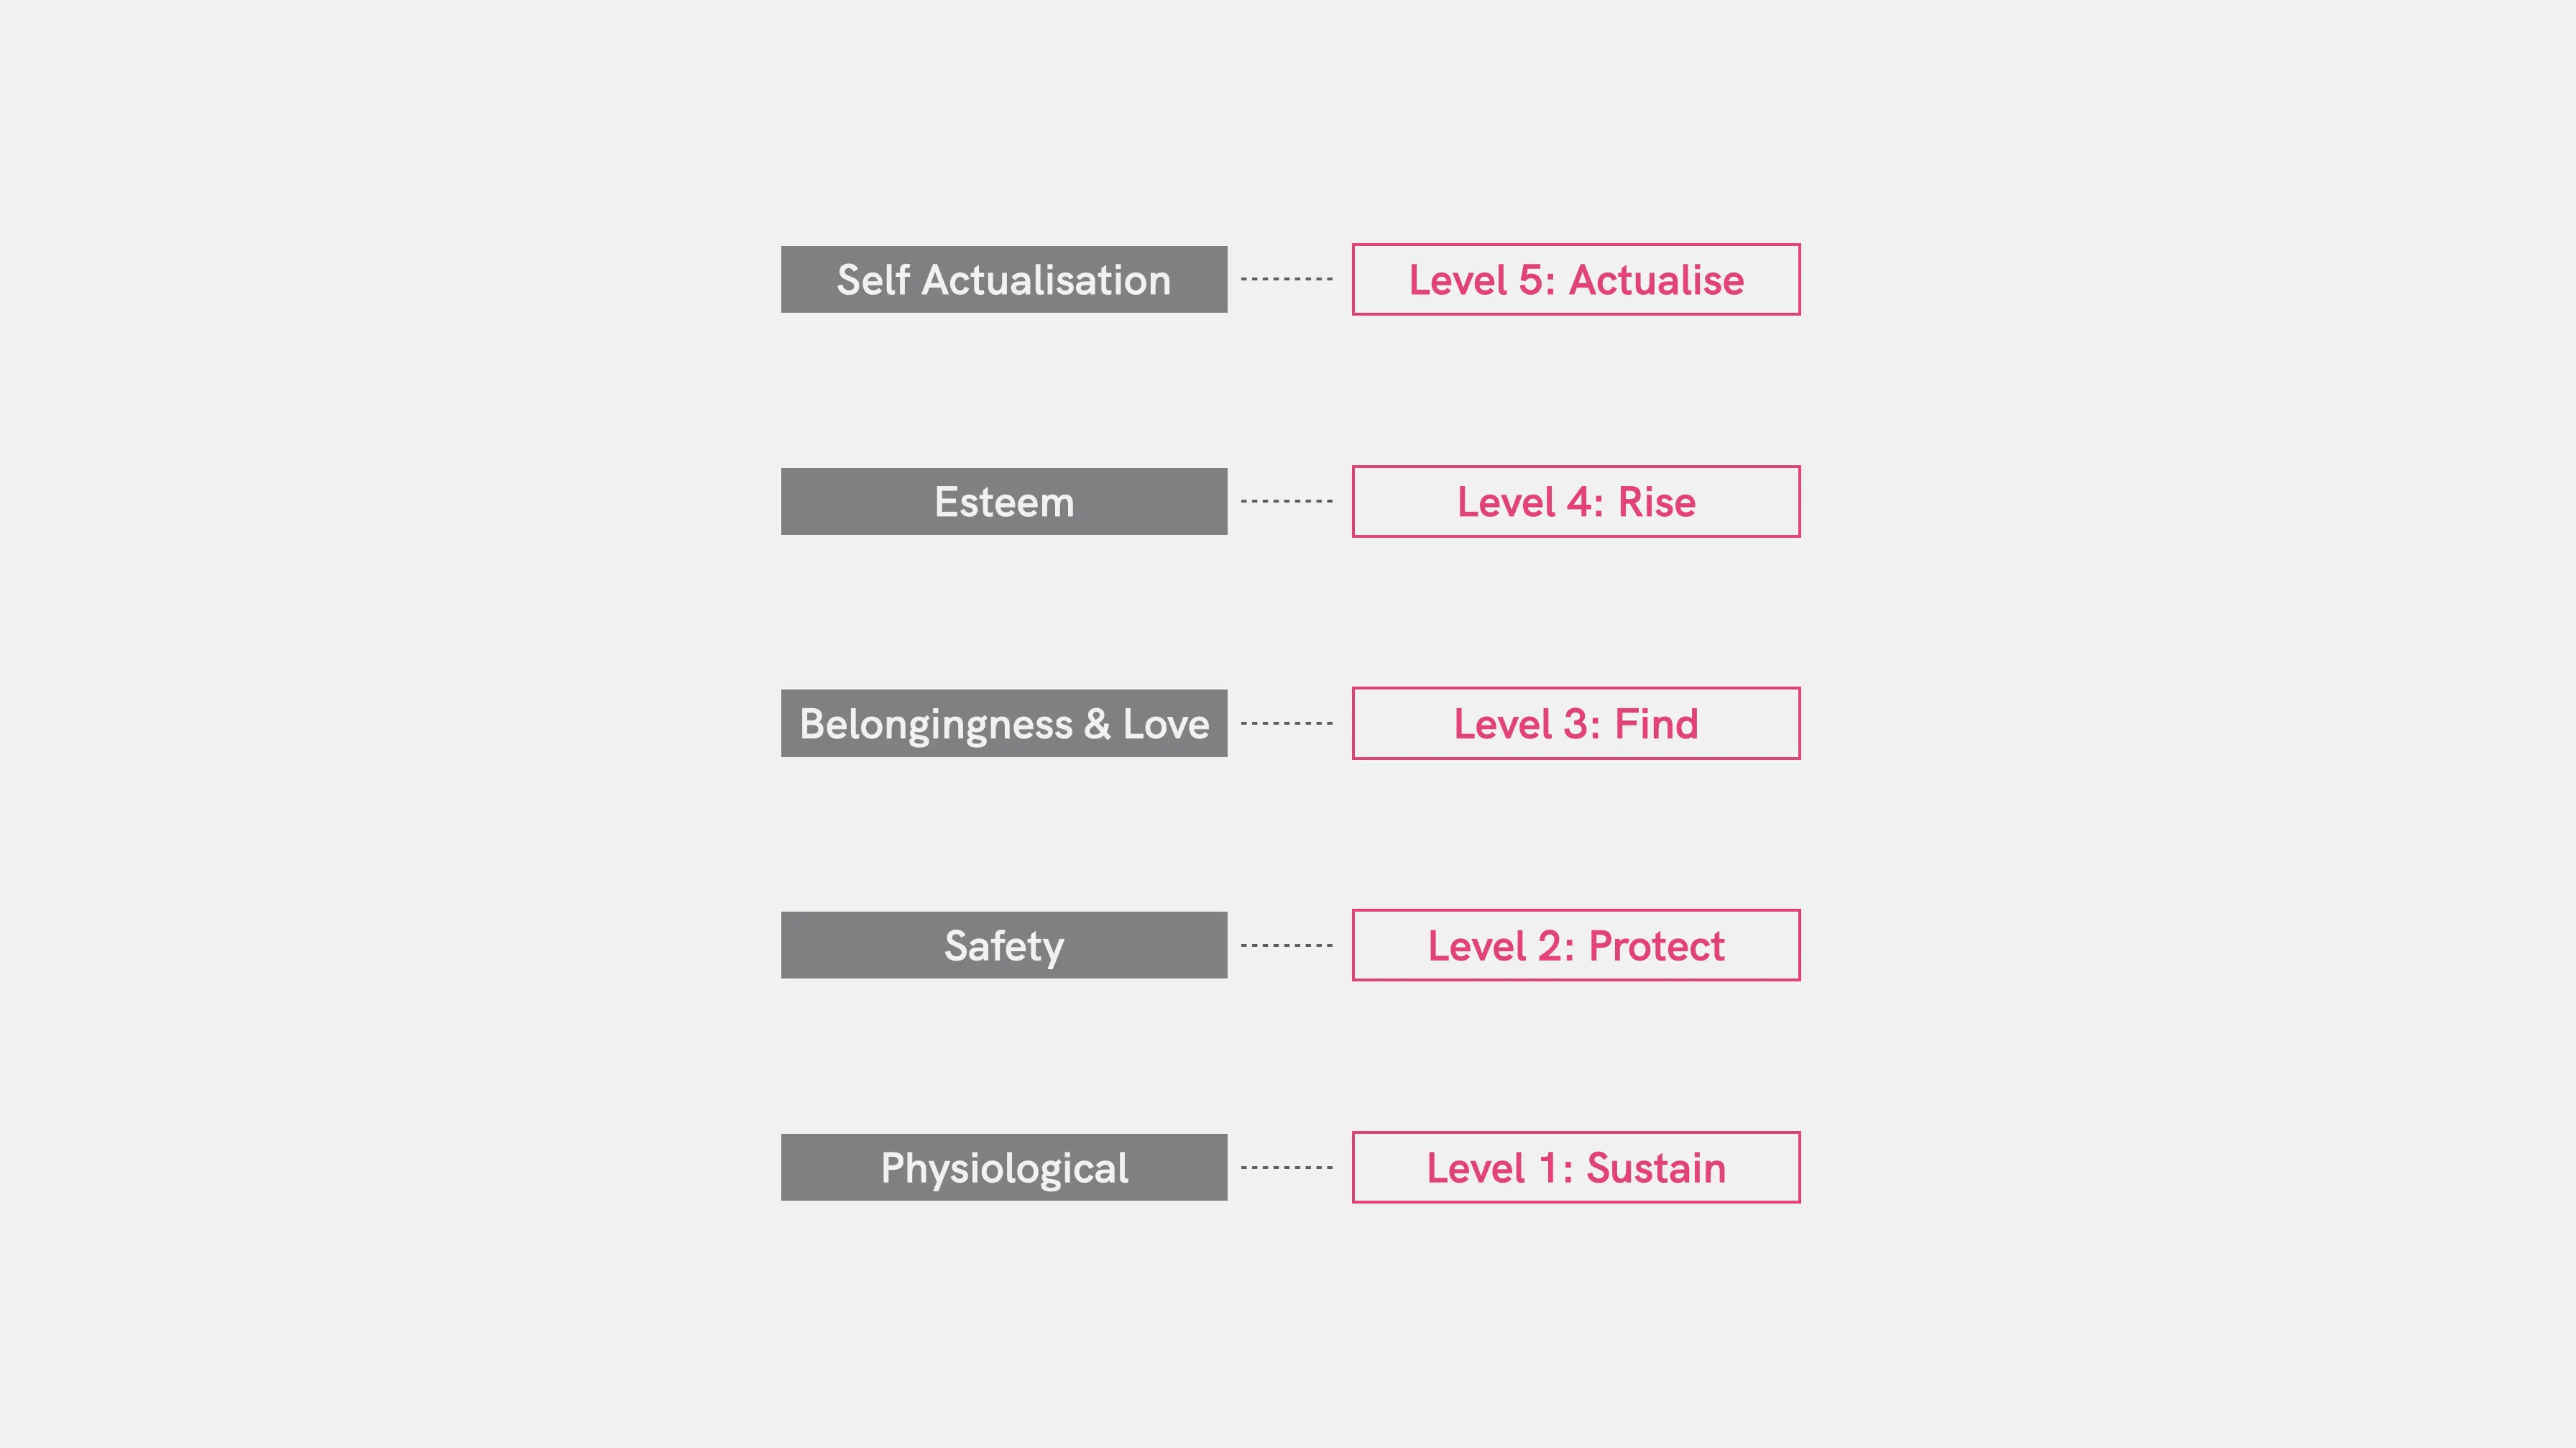 Self Actualisation
Level 5: Actualise
Esteem
Level 4: Rise
Belongingness & Love
Level 3: Find
Safety
Level 2: Protect
Physiological
Level 1: Sustain